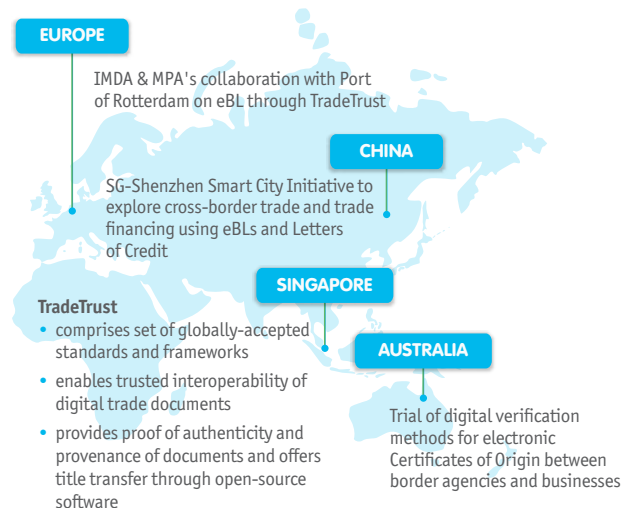 EUROPE
IMDA & MPA's collaboration with Port
of Rotterdam on eBL through TradeTrust
CHINA
SG-Shenzhen Smart City Initiative to
explore cross-border trade and trade
financing using eBLs and Letters
of Credit
SINGAPORE
TradeTrust
• comprises set of globally-accepted
standards and frameworks
• enables trusted interoperability of
digital trade documents
• provides proof of authenticity and
provenance of documents and offers
title transfer through open-source
software
AUSTRALIA
Trial of digital verification
methods for electronic
Certificates of Origin between
border agencies and businesses